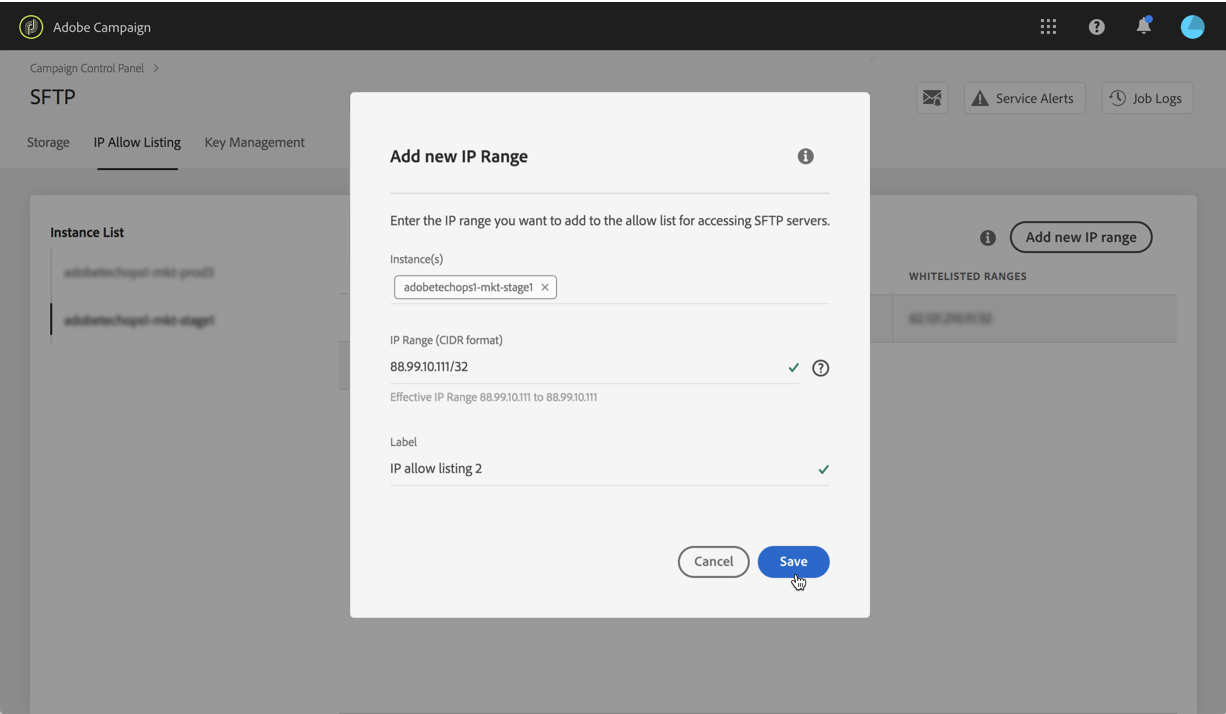 Adobe Campaign
Campaign Control Panel
SFTP
Service Alerts
Job Logs
Storage
IP Allow Listing
Key Management
Instance List
Add new IP range
WHITELISTED RANGES
Add new IP Range
Enter the IP range you want to add to the allow list for accessing SFTP servers.
Instance(s)
adobetechops1-mkt-stage1
IP Range (CIDR format)
88.99.10.111/32
Effective IP Range 88.99.10.111 to 88.99.10.111
Label
IP allow listing 2
Cancel
Save